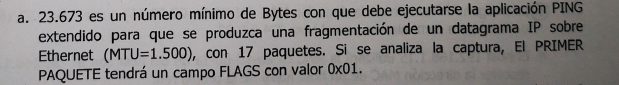 a. 23.673 es un número mínimo de Bytes con que debe ejecutarse la aplicación PING
extendido para que se produzca una fragmentación de un datagrama IP sobre
Ethernet (MTU=1.500), con 17 paquetes. Si se analiza la captura, El PRIMER
PAQUETE tendrá un campo FLAGS con valor 0x01.